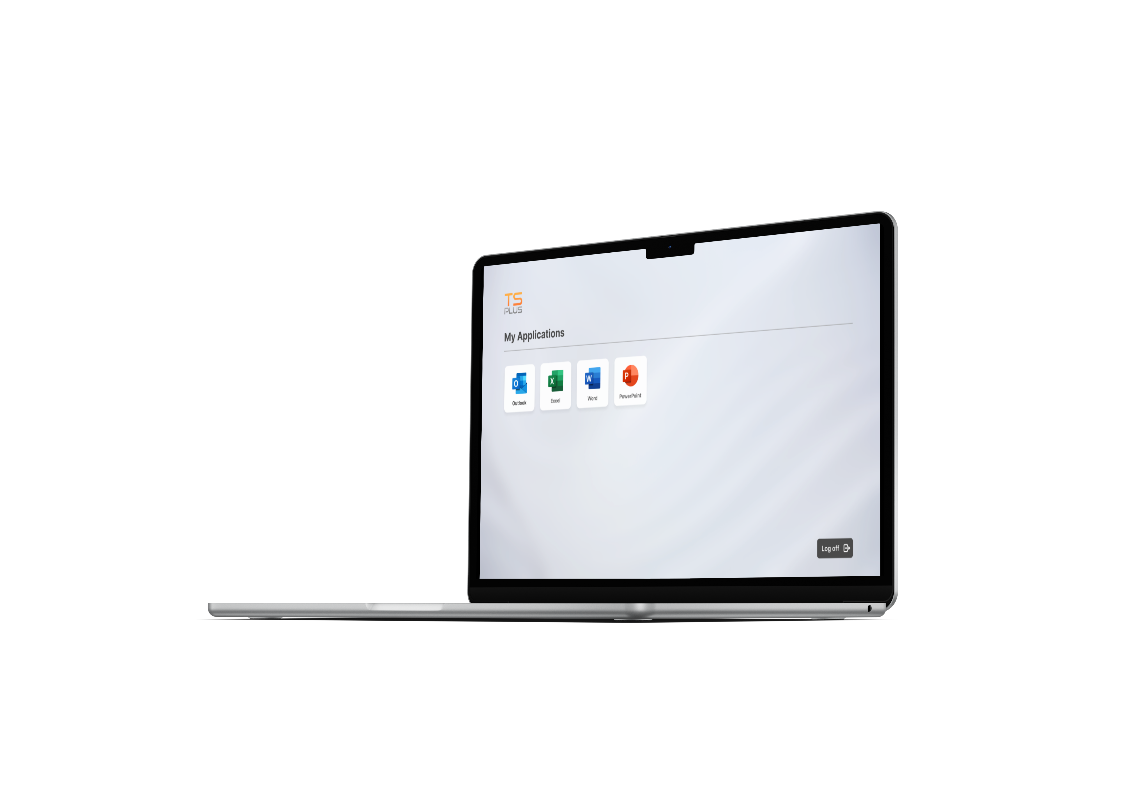 TS
PLUS
My Applications
Outlook
Excel
Word
PowerPoint
Log off